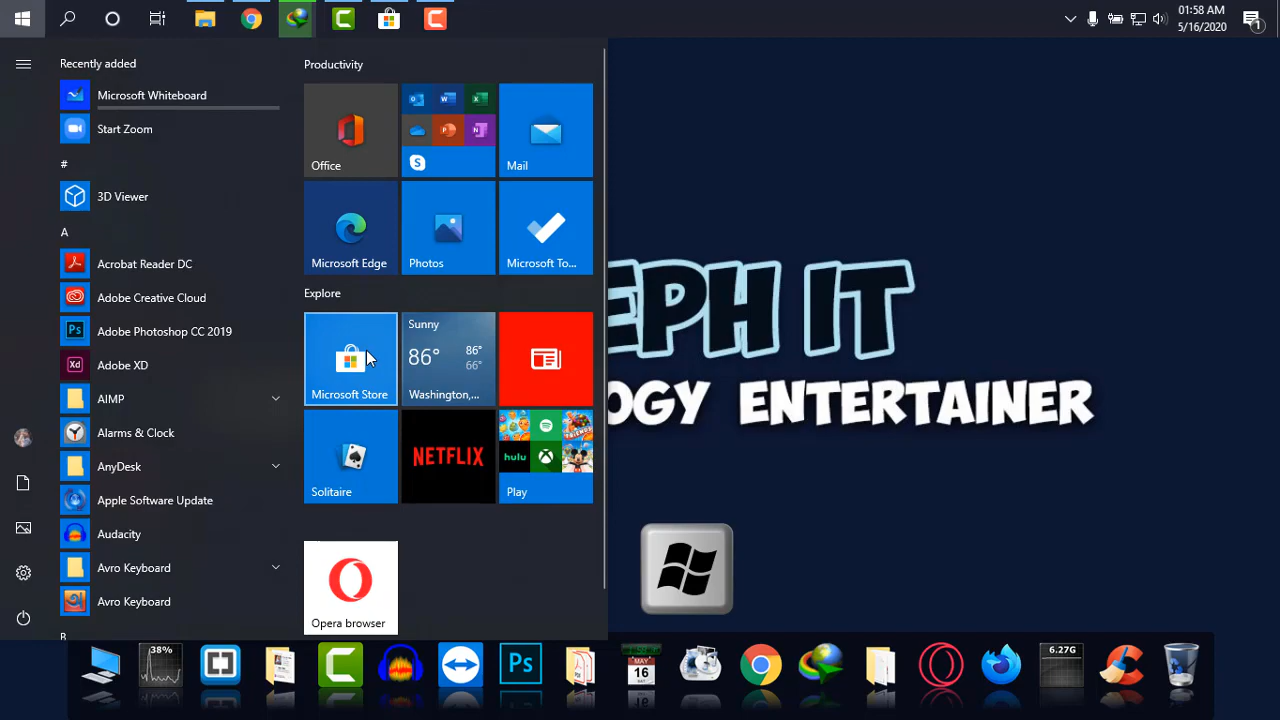 01:58 AM
5/16/2020
1
Recently added
Microsoft Whiteboard
Start Zoom
#
3D Viewer
A
Acrobat Reader DC
Adobe Creative Cloud
Ps
Adobe Photoshop CC 2019
Xd
Adobe XD
AIMP
Alarms & Clock
AnyDesk
Apple Software Update
Audacity
Avro Keyboard
Avro Keyboard
Productivity
Office
S
Mail
Microsoft Edge
Photos
Microsoft To...
Explore
Microsoft Store
Sunny
86°
86°
66°
Washington,...
Solitaire
NETFLIX
hulu
Play
Opera browser
EPH IT
OGY ENTERTAINER
38%
Ps
MAY
16
6.27G